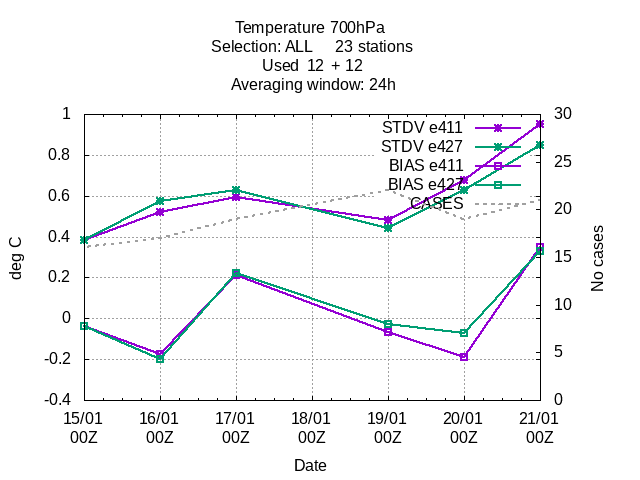 Temperature 700hPa
Selection: ALL 23 stations
Used 12 + 12
Averaging window: 24h
1
0.8
0.6
0.4
0.2
0
-0.2
-0.4
30
25
20
15
10
5
0
STDV e411
STDV e427
BIAS e411
BIAS e427
CASES
deg C
No cases
15/01 16/01 17/01 18/01 19/01 20/01 21/01
00Z 00Z 00Z 00Z 00Z 00Z 00Z
Date